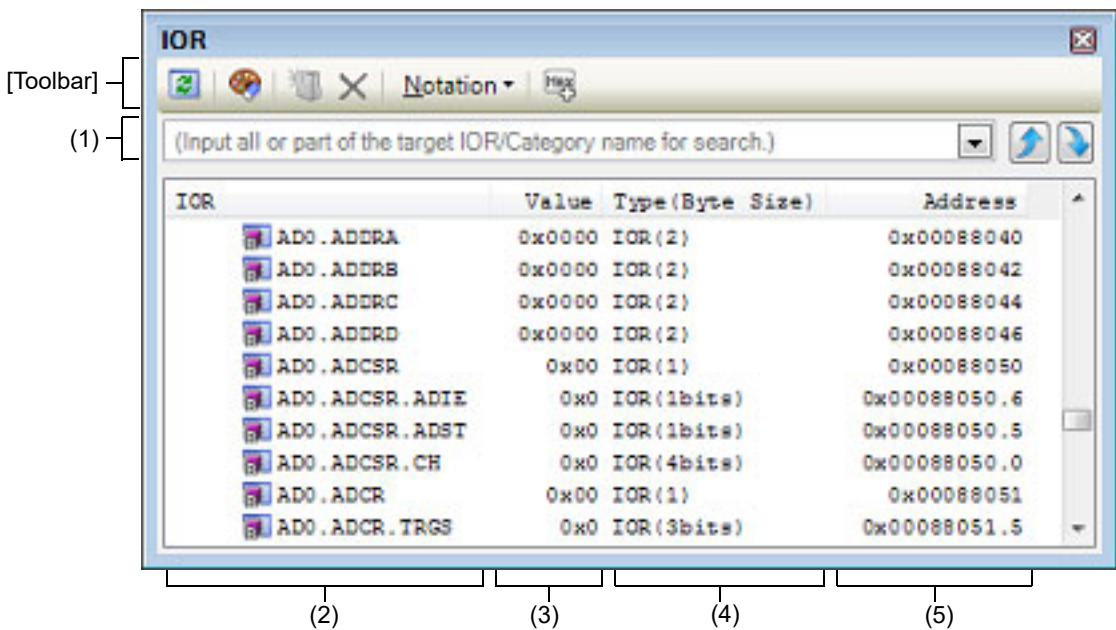 IOR
[Toolbar]
Notation
Hex
(1)
(Input all or part of the target IOR/Category name for search.)
IOR Value Type(Byte Size) Address
AD0.ADDRA 0x0000 IOR(2) 0x00088040
AD0.ADDRB 0x0000 IOR(2) 0x00088042
AD0.ADDRC 0x0000 IOR(2) 0x00088044
AD0.ADDRD 0x0000 IOR(2) 0x00088046
AD0.ADCSR 0x00 IOR(1) 0x00088050
AD0.ADCSR.ADIE 0x0 IOR(1bits) 0x00088050.6
AD0.ADCSR.ADST 0x0 IOR(1bits) 0x00088050.5
AD0.ADCSR.CH 0x0 IOR(4bits) 0x00088050.0
AD0.ADCR 0x00 IOR(1) 0x00088051
AD0.ADCR.TRGS 0x0 IOR(3bits) 0x00088051.5
(2) (3) (4) (5)